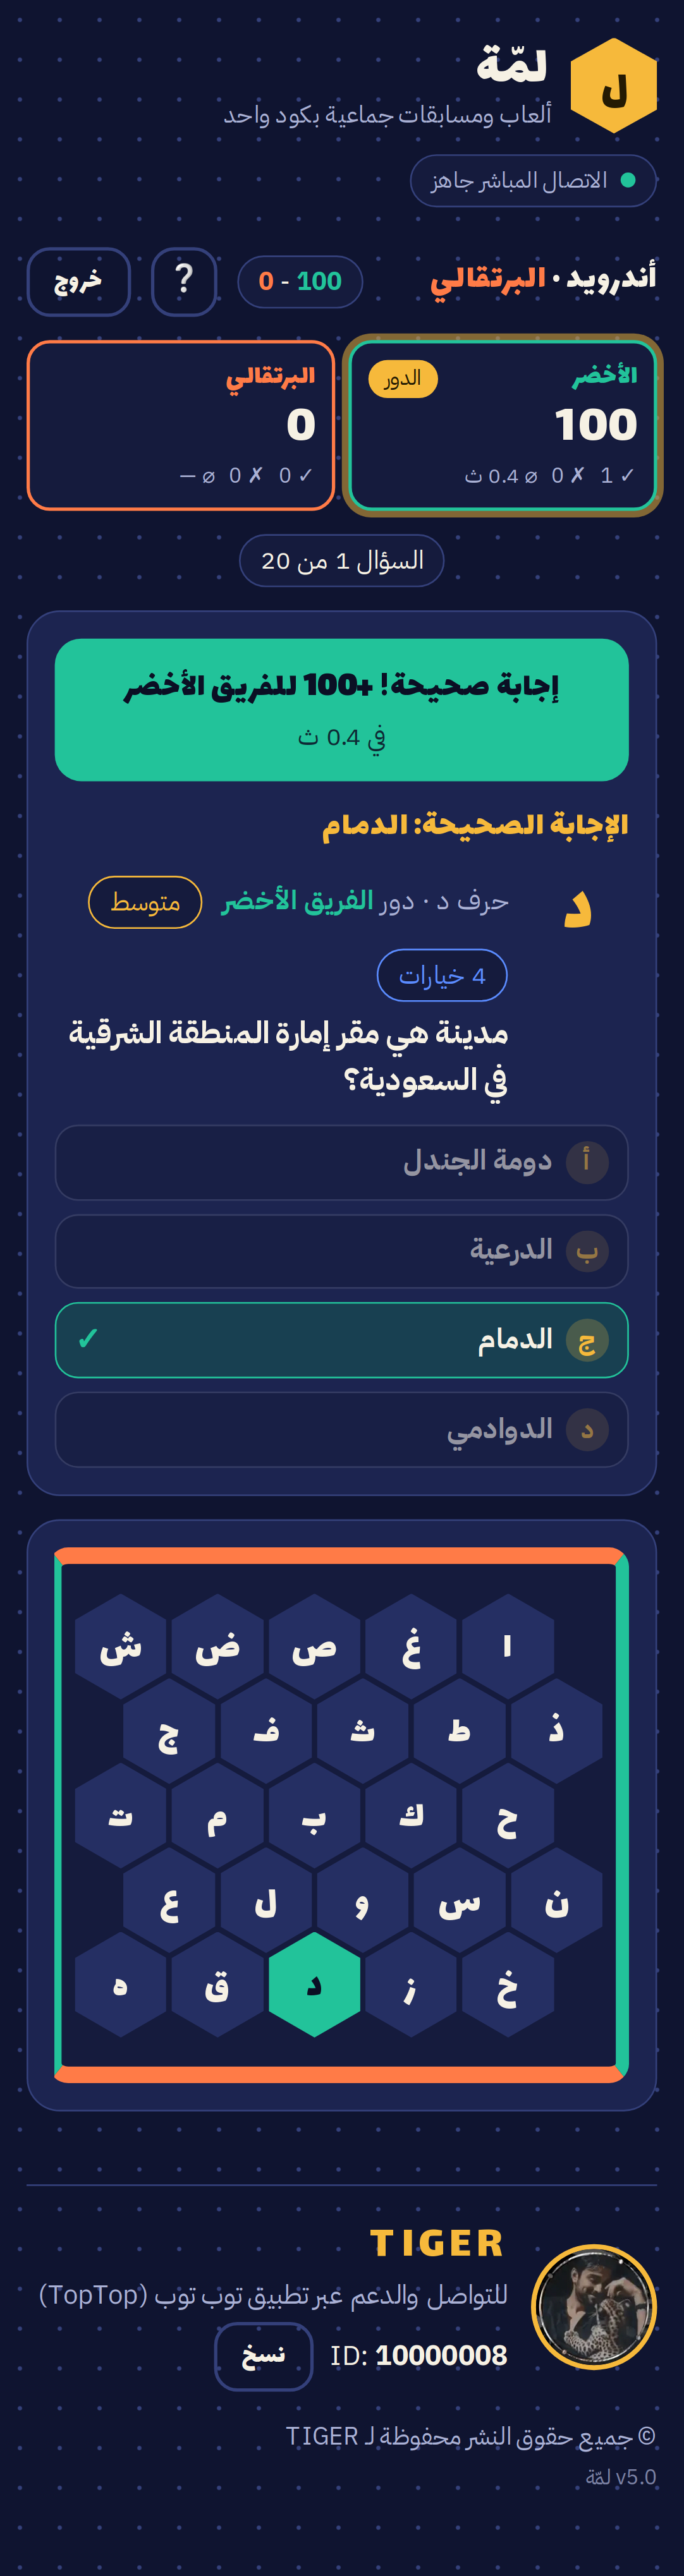 ل
لمّة
ألعاب ومسابقات جماعية بكود واحد
الاتصال المباشر جاهز
أندرويد · البرتقالي
100 - 0
?
خروج
الأخضر
الدور
100
✓ 1 ✗ 0 ⌀ 0.4 ث
البرتقالي
0
✓ 0 ✗ 0 ⌀ —
السؤال 1 من 20
إجابة صحيحة! +100 للفريق الأخضر
في 0.4 ث
الإجابة الصحيحة: الدمام
د
حرف د · دور الفريق الأخضر
متوسط
4 خيارات
مدينة هي مقر إمارة المنطقة الشرقية
في السعودية؟
أ دومة الجندل
ب الدرعية
ج الدمام ✓
د الدوادمي
ا غ ص ض ش
ذ ط ث ف ج
ح ك ب م ت
ن س و ل ع
خ ز د ق ه
TIGER
للتواصل والدعم عبر تطبيق توب توب (TopTop)
ID: 10000008
نسخ
© جميع حقوق النشر محفوظة لـ TIGER
لمّة v5.0